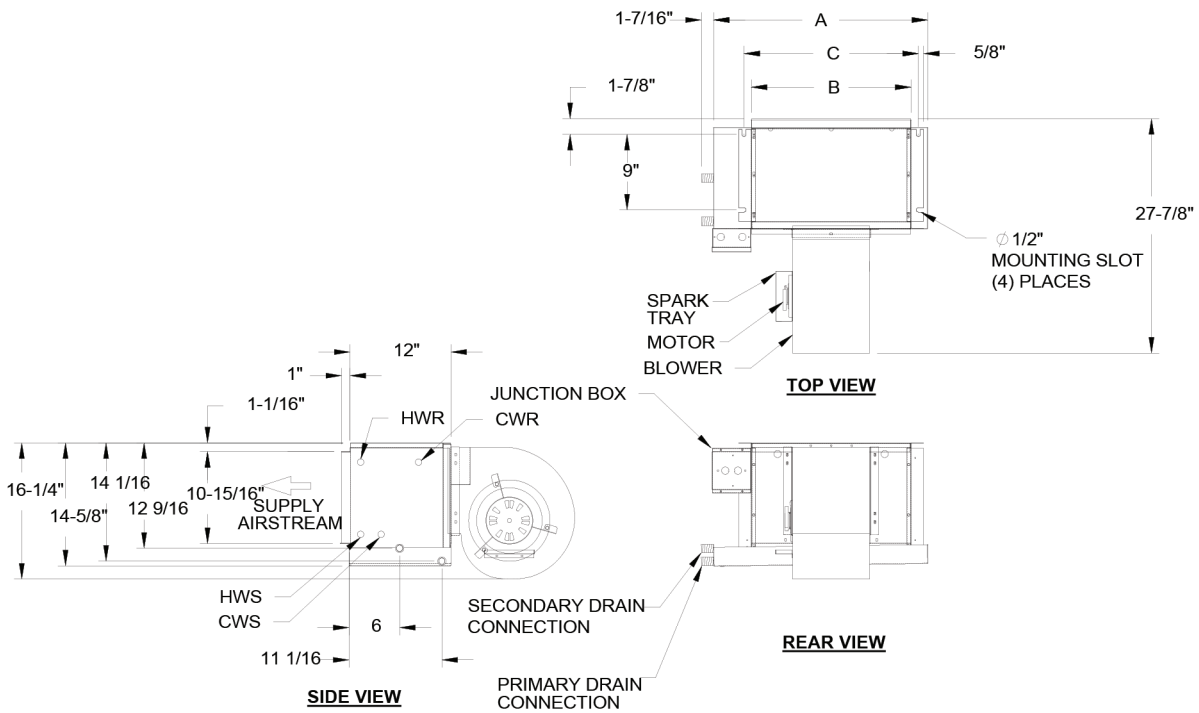 1-7/16"
A
C
5/8"
1-7/8"
B
9"
27-7/8"
Ø 1/2"
MOUNTING SLOT
(4) PLACES
SPARK
TRAY
MOTOR
BLOWER
TOP VIEW
12"
1"
1-1/16"
JUNCTION BOX
HWR
CWR
16-1/4"
14-5/8"
14 1/16
12 9/16
10-15/16"
SUPPLY
AIRSTREAM
HWS
CWS
6
11 1/16
SIDE VIEW
SECONDARY DRAIN
CONNECTION
PRIMARY DRAIN
CONNECTION
REAR VIEW